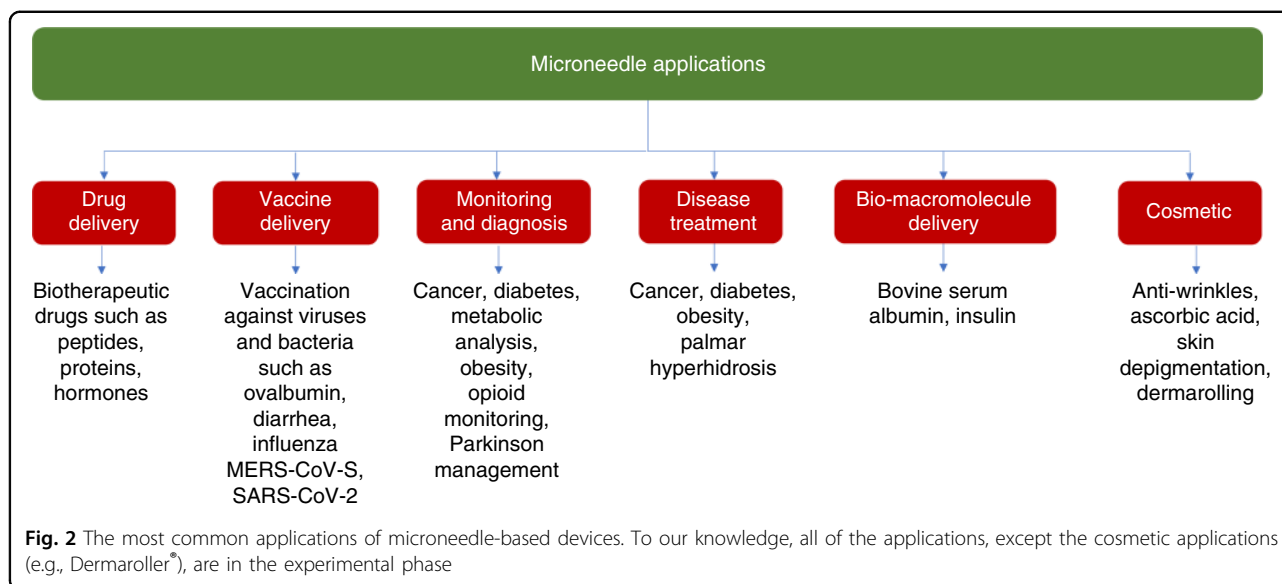 Microneedle applications
Drug
delivery
Vaccine
delivery
Monitoring
and diagnosis
Disease
treatment
Bio-macromolecule
delivery
Cosmetic
Biotherapeutic
drugs such as
peptides,
proteins,
hormones
Vaccination
against viruses
and bacteria
such as
ovalbumin,
diarrhea,
influenza
MERS-CoV-S,
SARS-CoV-2
Cancer, diabetes,
metabolic
analysis,
obesity,
opioid
monitoring,
Parkinson
management
Cancer, diabetes,
obesity,
palmar
hyperhidrosis
Bovine serum
albumin, insulin
Anti-wrinkles,
ascorbic acid,
skin
depigmentation,
dermarolling
Fig. 2 The most common applications of microneedle-based devices. To our knowledge, all of the applications, except the cosmetic applications
(e.g., Dermaroller®), are in the experimental phase